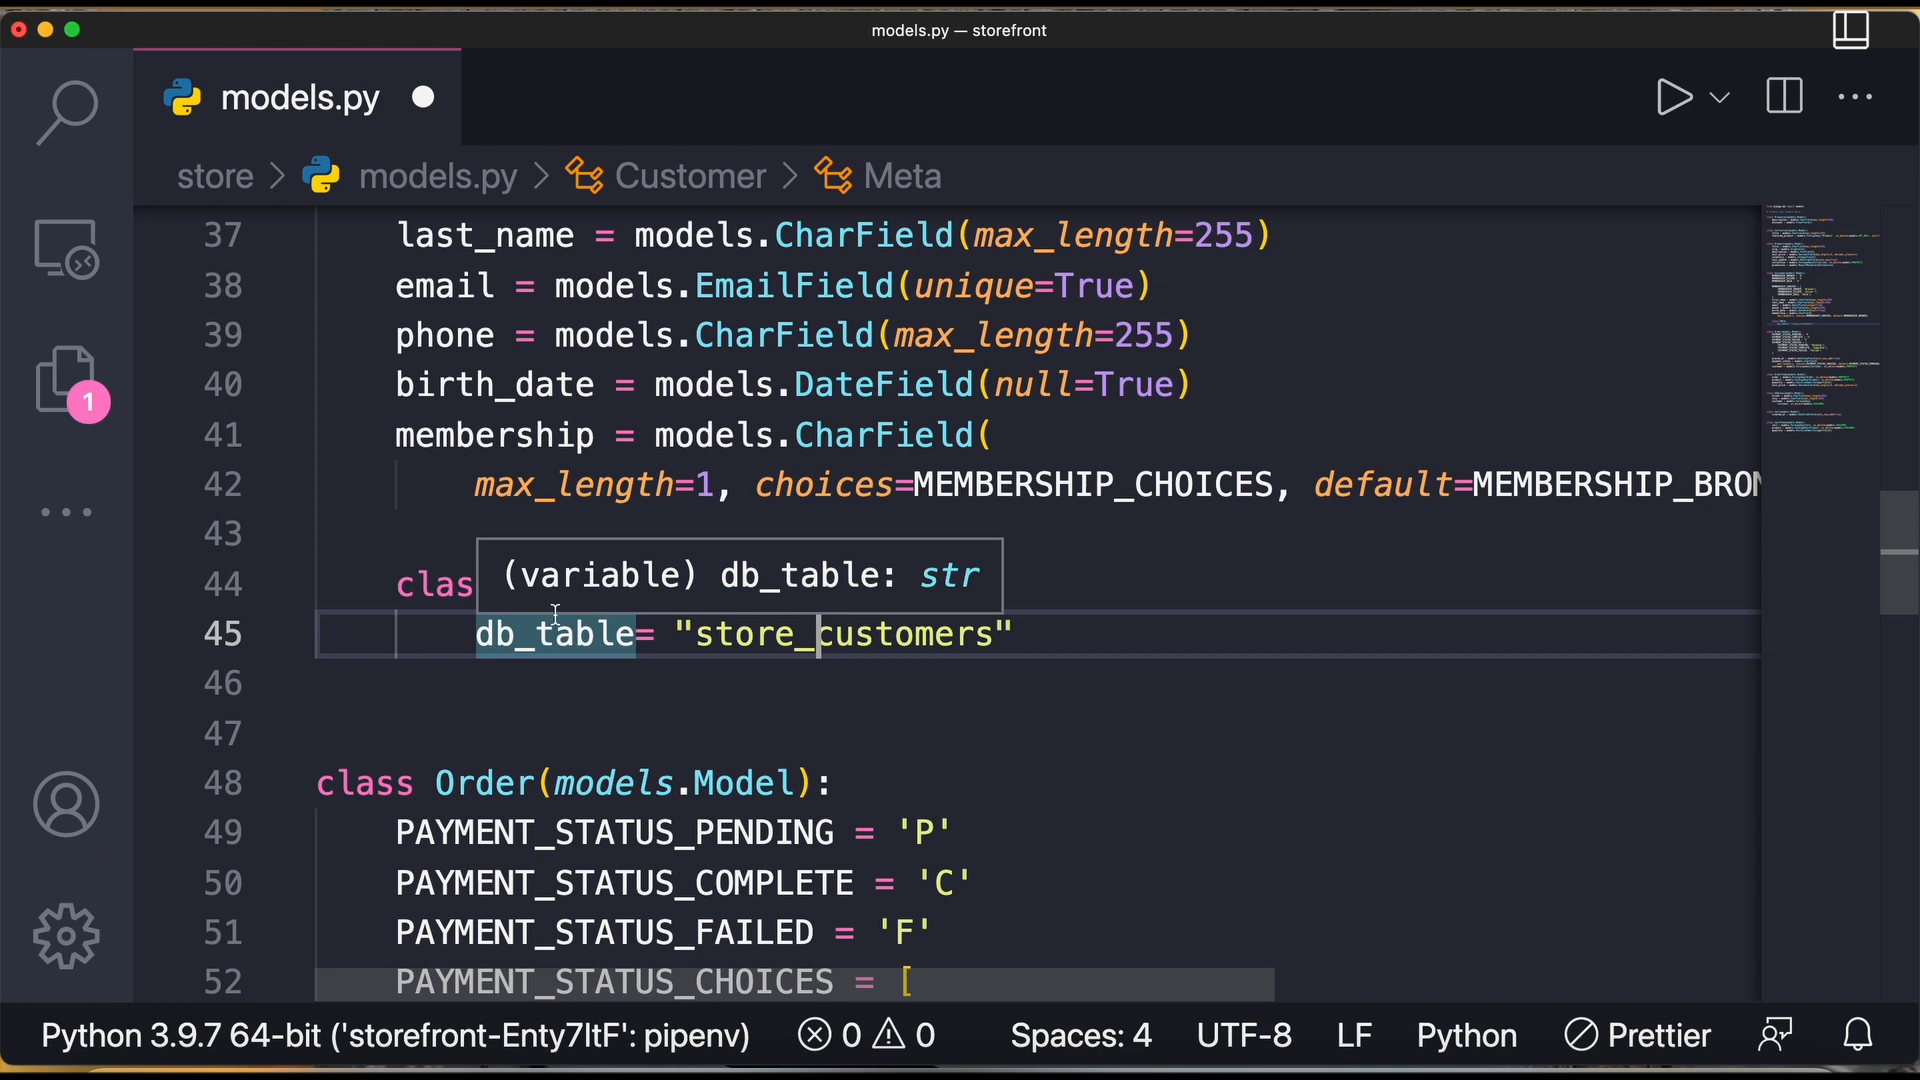 models.py — storefront
models.py
store > models.py > Customer > Meta
37 last_name = models.CharField(max_length=255)
38 email = models.EmailField(unique=True)
39 phone = models.CharField(max_length=255)
40 birth_date = models.DateField(null=True)
41 membership = models.CharField(
42 max_length=1, choices=MEMBERSHIP_CHOICES, default=MEMBERSHIP_BRON
43
(variable) db_table: str
44 clas
45 db_table= "store_customers"
46
47
48 class Order(models.Model):
49 PAYMENT_STATUS_PENDING = 'P'
50 PAYMENT_STATUS_COMPLETE = 'C'
51 PAYMENT_STATUS_FAILED = 'F'
52 PAYMENT_STATUS_CHOICES = [
1
Python 3.9.7 64-bit ('storefront-Enty7ltF': pipenv) 0 0 Spaces: 4 UTF-8 LF Python Prettier